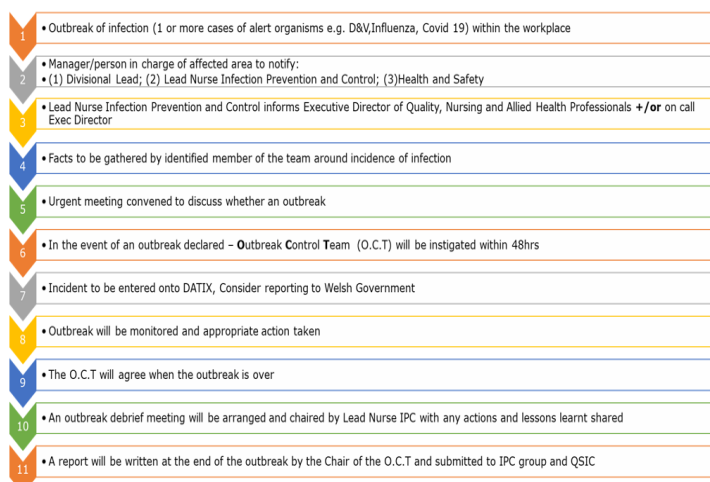 1
• Outbreak of infection (1 or more cases of alert organisms e.g. D&V,Influenza, Covid 19) within the workplace
2
• Manager/person in charge of affected area to notify:
• (1) Divisional Lead; (2) Lead Nurse Infection Prevention and Control; (3)Health and Safety
3
• Lead Nurse Infection Prevention and Control informs Executive Director of Quality, Nursing and Allied Health Professionals +/or on call
Exec Director
4
• Facts to be gathered by identified member of the team around incidence of infection
5
• Urgent meeting convened to discuss whether an outbreak
6
• In the event of an outbreak declared – Outbreak Control Team (O.C.T) will be instigated within 48hrs
7
• Incident to be entered onto DATIX, Consider reporting to Welsh Government
8
• Outbreak will be monitored and appropriate action taken
9
• The O.C.T will agree when the outbreak is over
10
• An outbreak debrief meeting will be arranged and chaired by Lead Nurse IPC with any actions and lessons learnt shared
11
• A report will be written at the end of the outbreak by the Chair of the O.C.T and submitted to IPC group and QSIC